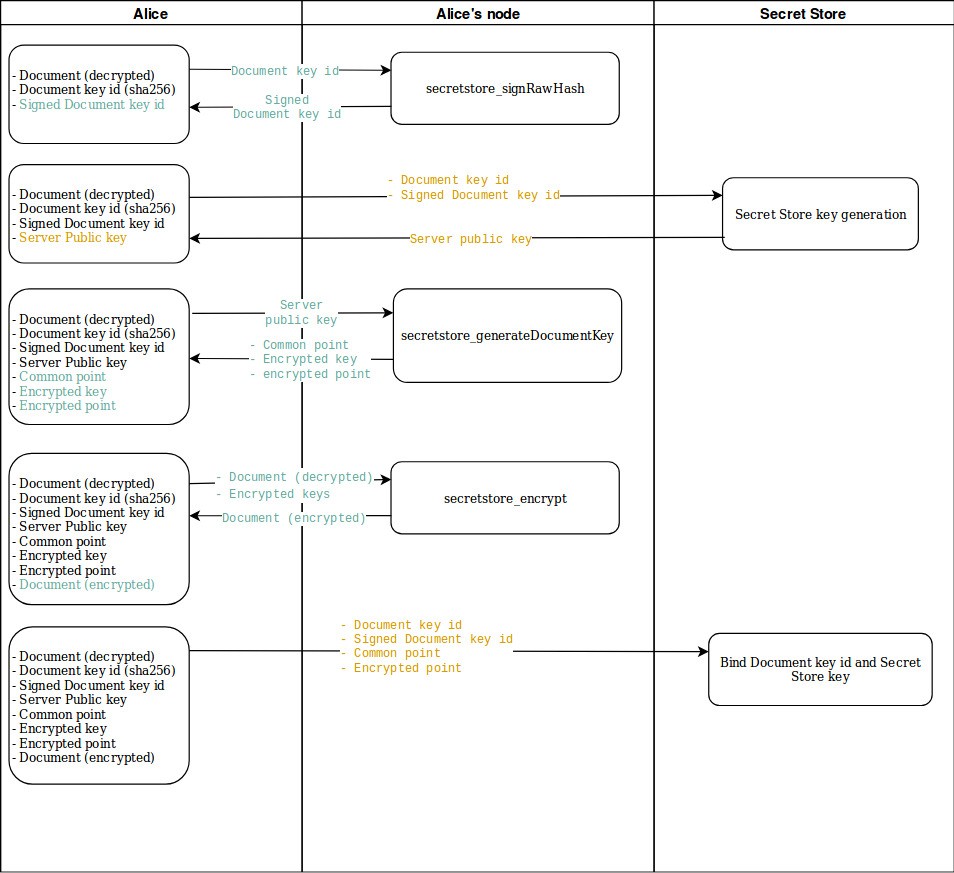 Alice
Alice's node
Secret Store
- Document (decrypted)
- Document key id (sha256)
- Signed Document key id
Document key id
Signed
Document key id
secretstore_signRawHash
- Document (decrypted)
- Document key id (sha256)
- Signed Document key id
- Server Public key
- Document key id
- Signed Document key id
Server public key
Secret Store key generation
- Document (decrypted)
- Document key id (sha256)
- Signed Document key id
- Server Public key
- Common point
- Encrypted key
- Encrypted point
Server
public key
- Common point
- Encrypted key
- encrypted point
secretstore_generateDocumentKey
- Document (decrypted)
- Document key id (sha256)
- Signed Document key id
- Server Public key
- Common point
- Encrypted key
- Encrypted point
- Document (encrypted)
- Document (decrypted)
- Encrypted keys
Document (encrypted)
secretstore_encrypt
- Document (decrypted)
- Document key id (sha256)
- Signed Document key id
- Server Public key
- Common point
- Encrypted key
- Encrypted point
- Document (encrypted)
- Document key id
- Signed Document key id
- Common point
- Encrypted point
Bind Document key id and Secret
Store key